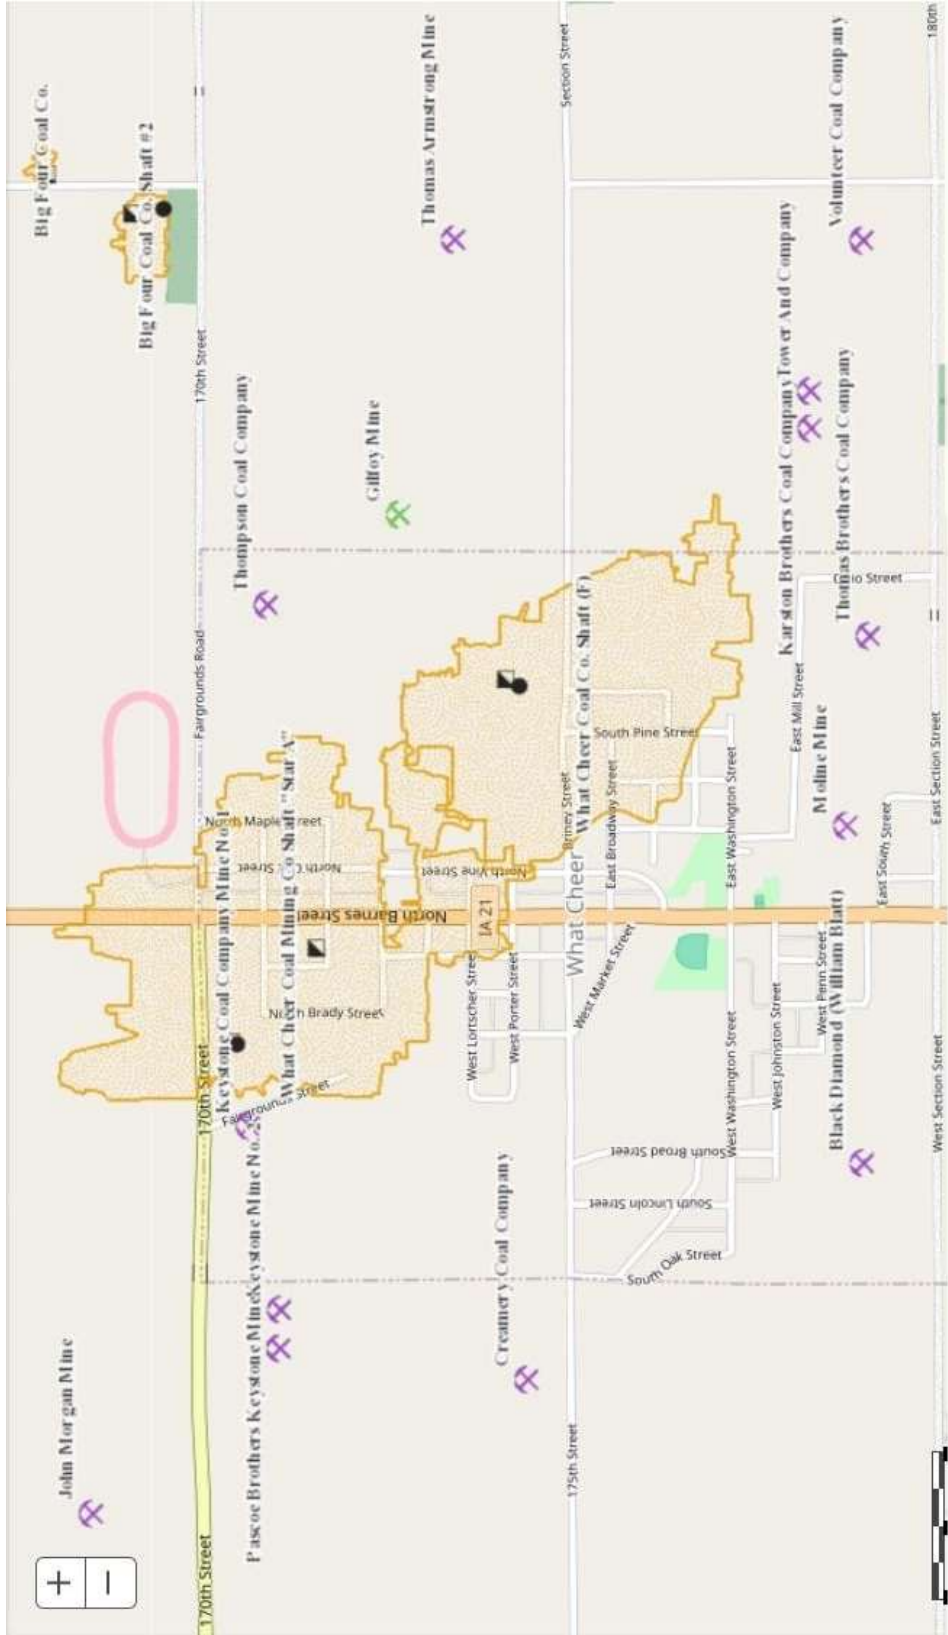 Big Four Coal Co.
Big Four Coal Co. Shaft #2
170th Street
Thomas Armstrong Mine
Section Street
Volunteer Coal Company
180th
Thompson Coal Company
Gilfoy Mine
Karston Brothers Coal Company
Tower And Company
Thomas Brothers Coal Company
Ohio Street
Fairgrounds Road
What Cheer Coal Co. Shaft (F)
South Pine Street
East Mill Street
Moline Mine
East Section Street
East South Street
East Washington Street
East Broadway Street
Briney Street
North Maple Street
North Vine Street
North Barnes Street
IA 21
What Cheer
Keystone Coal Company Mine No.1
What Cheer Coal Mining Co Shaft "Star A"
North Brady Street
Fairgrounds Street
170th Street
West Lortscher Street
West Porter Street
West Market Street
West Washington Street
West Johnston Street
West Penn Street
Black Diamond (William Blatt)
West Section Street
South Broad Street
South Lincoln Street
South Oak Street
Creamery Coal Company
Keystone Mine No. 2
Pascoe Brothers Keystone Mine
John Morgan Mine
175th Street
170th Street
+
−